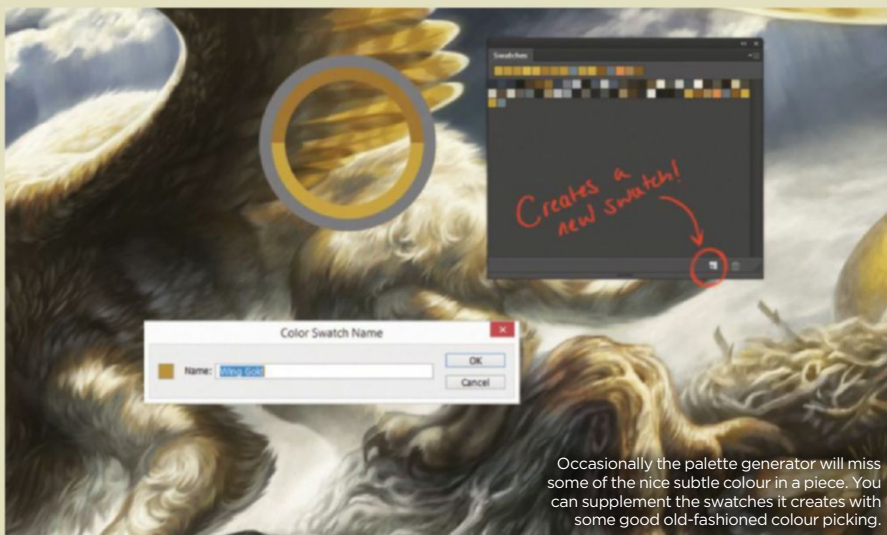 Swatches
Creates a
new swatch!
Color Swatch Name
Name: Wing Gold
OK
Cancel
Occasionally the palette generator will miss
some of the nice subtle colour in a piece. You
can supplement the swatches it creates with
some good old-fashioned colour picking.